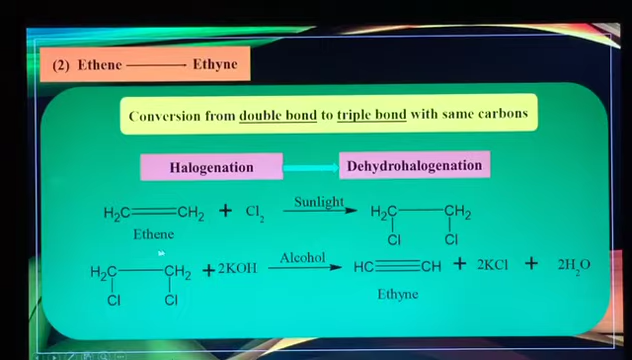 (2) Ethene ——— Ethyne
Conversion from double bond to triple bond with same carbons
Halogenation
Dehydrohalogenation
H₂C═CH₂ + Cl₂ Sunlight H₂C—CH₂
Ethene
Cl Cl
H₂C—CH₂ + 2KOH Alcohol HC≡CH + 2KCl + 2H₂O
Cl Cl
Ethyne